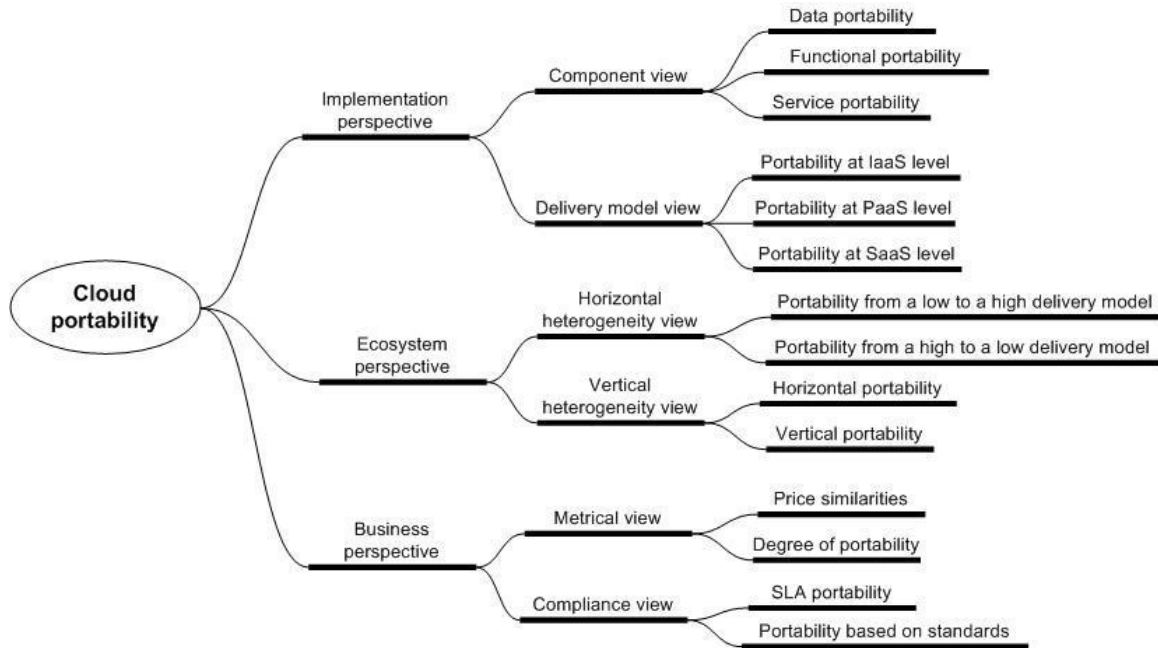 Cloud
portability
Implementation
perspective
Component view
Data portability
Functional portability
Service portability
Delivery model view
Portability at IaaS level
Portability at PaaS level
Portability at SaaS level
Ecosystem
perspective
Horizontal
heterogeneity view
Portability from a low to a high delivery model
Portability from a high to a low delivery model
Vertical
heterogeneity view
Horizontal portability
Vertical portability
Business
perspective
Metrical view
Price similarities
Degree of portability
Compliance view
SLA portability
Portability based on standards